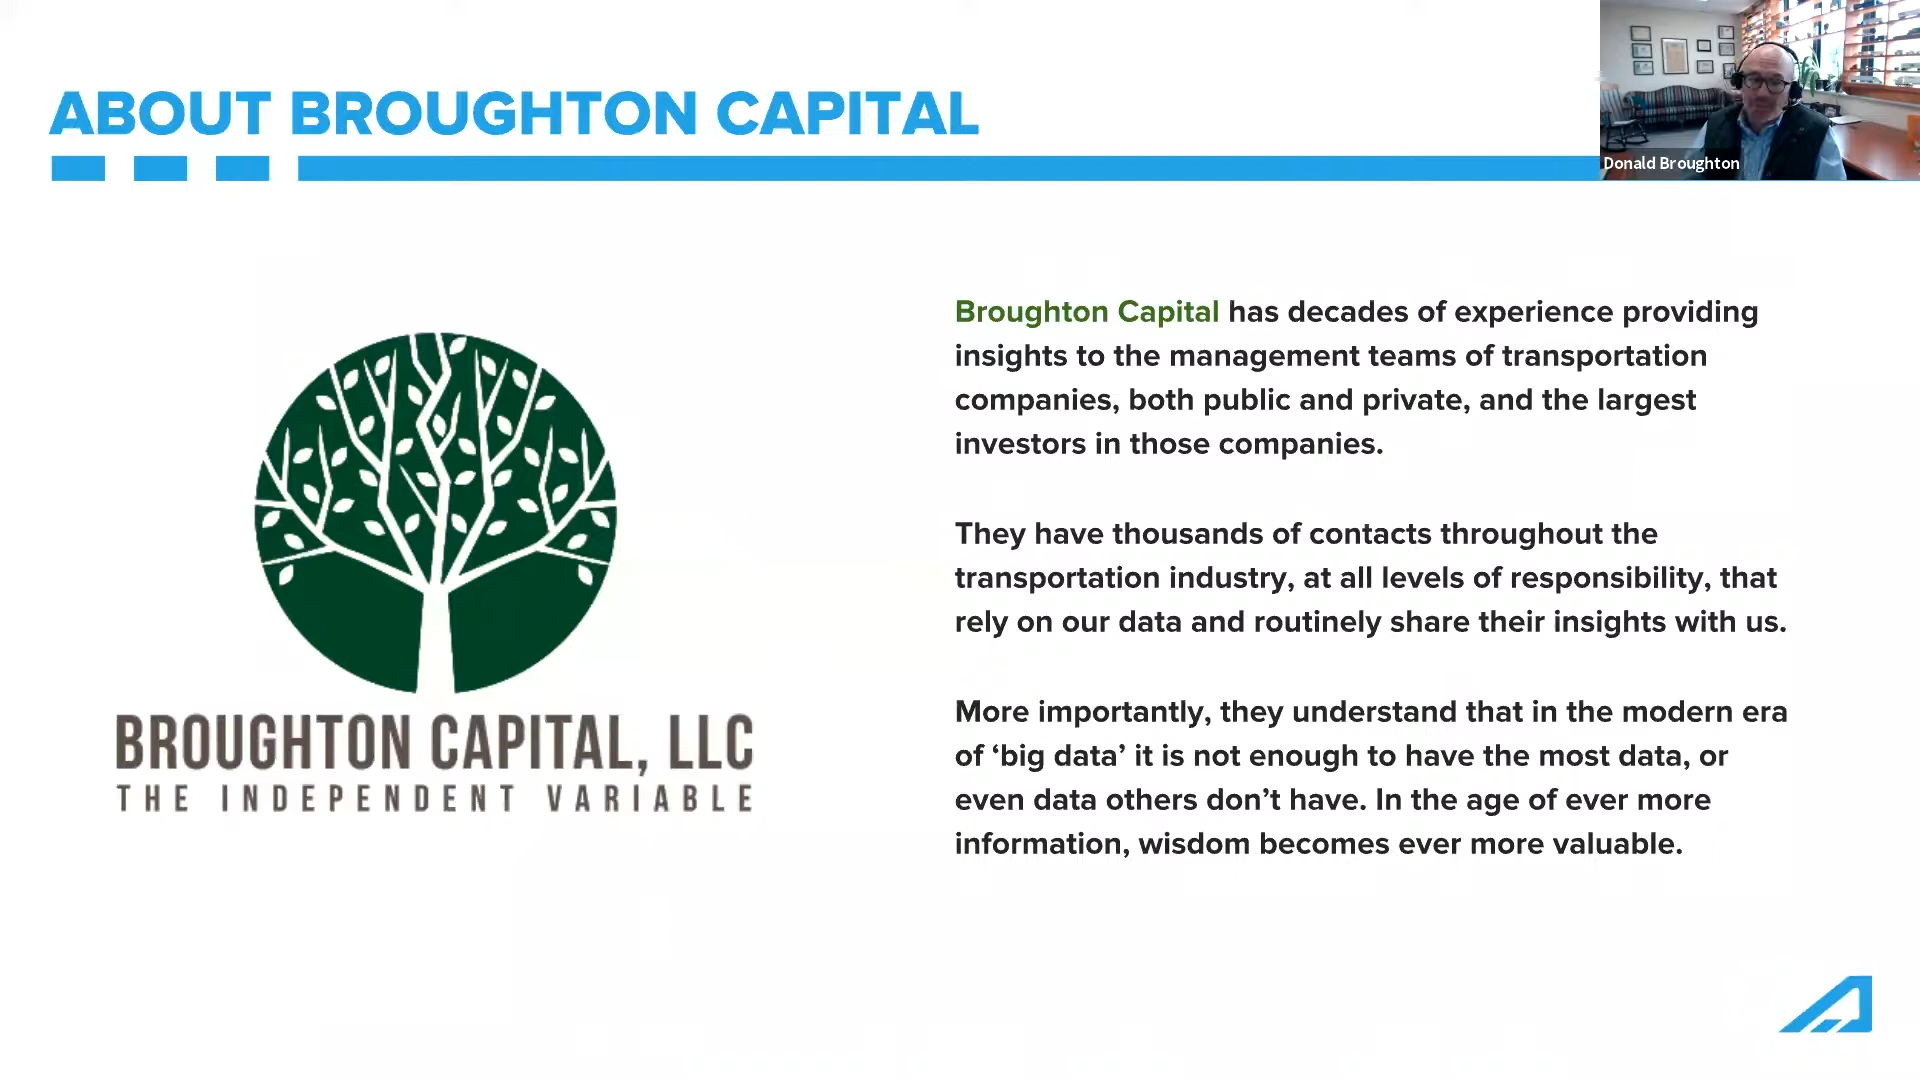 ABOUT BROUGHTON CAPITAL
Donald Broughton
BROUGHTON CAPITAL, LLC
THE INDEPENDENT VARIABLE
Broughton Capital has decades of experience providing
insights to the management teams of transportation
companies, both public and private, and the largest
investors in those companies.
They have thousands of contacts throughout the
transportation industry, at all levels of responsibility, that
rely on our data and routinely share their insights with us.
More importantly, they understand that in the modern era
of ‘big data’ it is not enough to have the most data, or
even data others don’t have. In the age of ever more
information, wisdom becomes ever more valuable.